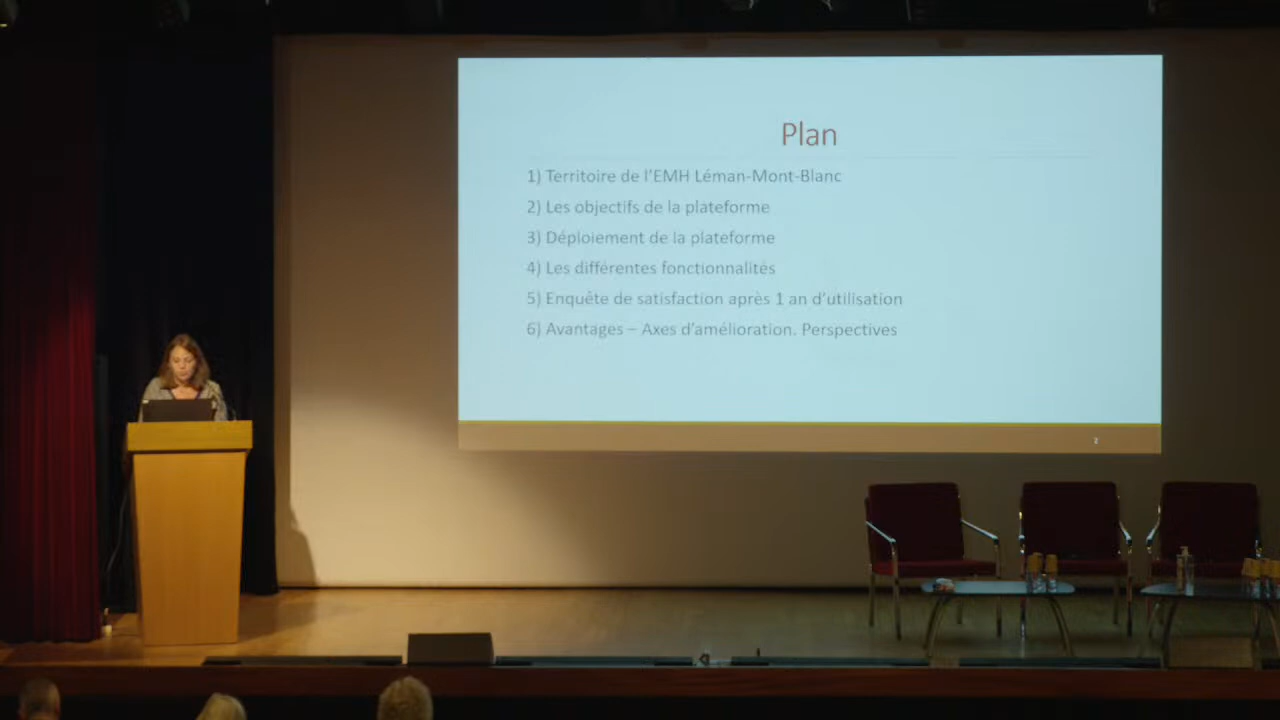 Plan
1) Territoire de l'EMH Léman-Mont-Blanc
2) Les objectifs de la plateforme
3) Déploiement de la plateforme
4) Les différentes fonctionnalités
5) Enquête de satisfaction après 1 an d'utilisation
6) Avantages – Axes d'amélioration. Perspectives
2